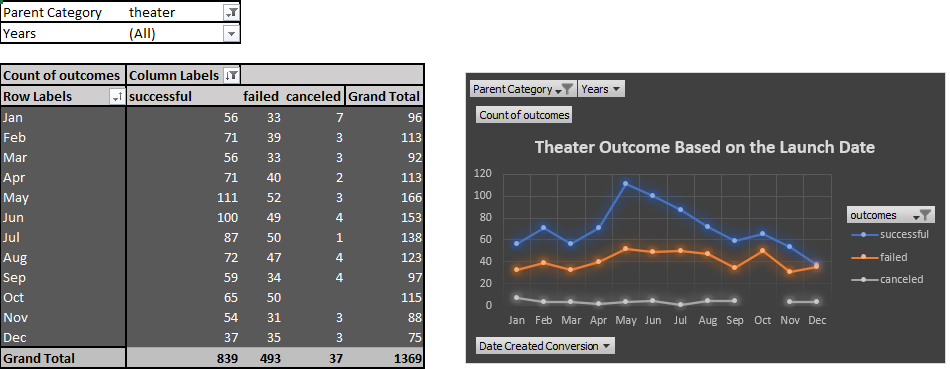 Parent Category theater
Years (All)
Count of outcomes Column Labels
Row Labels successful failed canceled Grand Total
Jan 56 33 7 96
Feb 71 39 3 113
Mar 56 33 3 92
Apr 71 40 2 113
May 111 52 3 166
Jun 100 49 4 153
Jul 87 50 1 138
Aug 72 47 4 123
Sep 59 34 4 97
Oct 65 50 115
Nov 54 31 3 88
Dec 37 35 3 75
Grand Total 839 493 37 1369
Parent Category Years
Count of outcomes
Theater Outcome Based on the Launch Date
120
100
80
60
40
20
0
Jan Feb Mar Apr May Jun Jul Aug Sep Oct Nov Dec
outcomes
successful
failed
canceled
Date Created Conversion